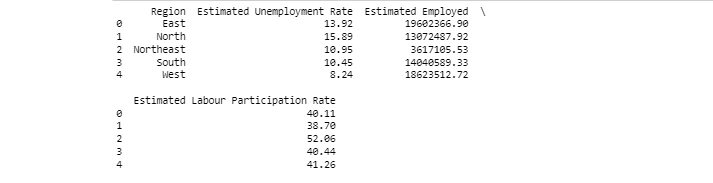 Region Estimated Unemployment Rate Estimated Employed \
0 East 13.92 19602366.90
1 North 15.89 13072487.92
2 Northeast 10.95 3617105.53
3 South 10.45 14040589.33
4 West 8.24 18623512.72
Estimated Labour Participation Rate
0 40.11
1 38.70
2 52.06
3 40.44
4 41.26